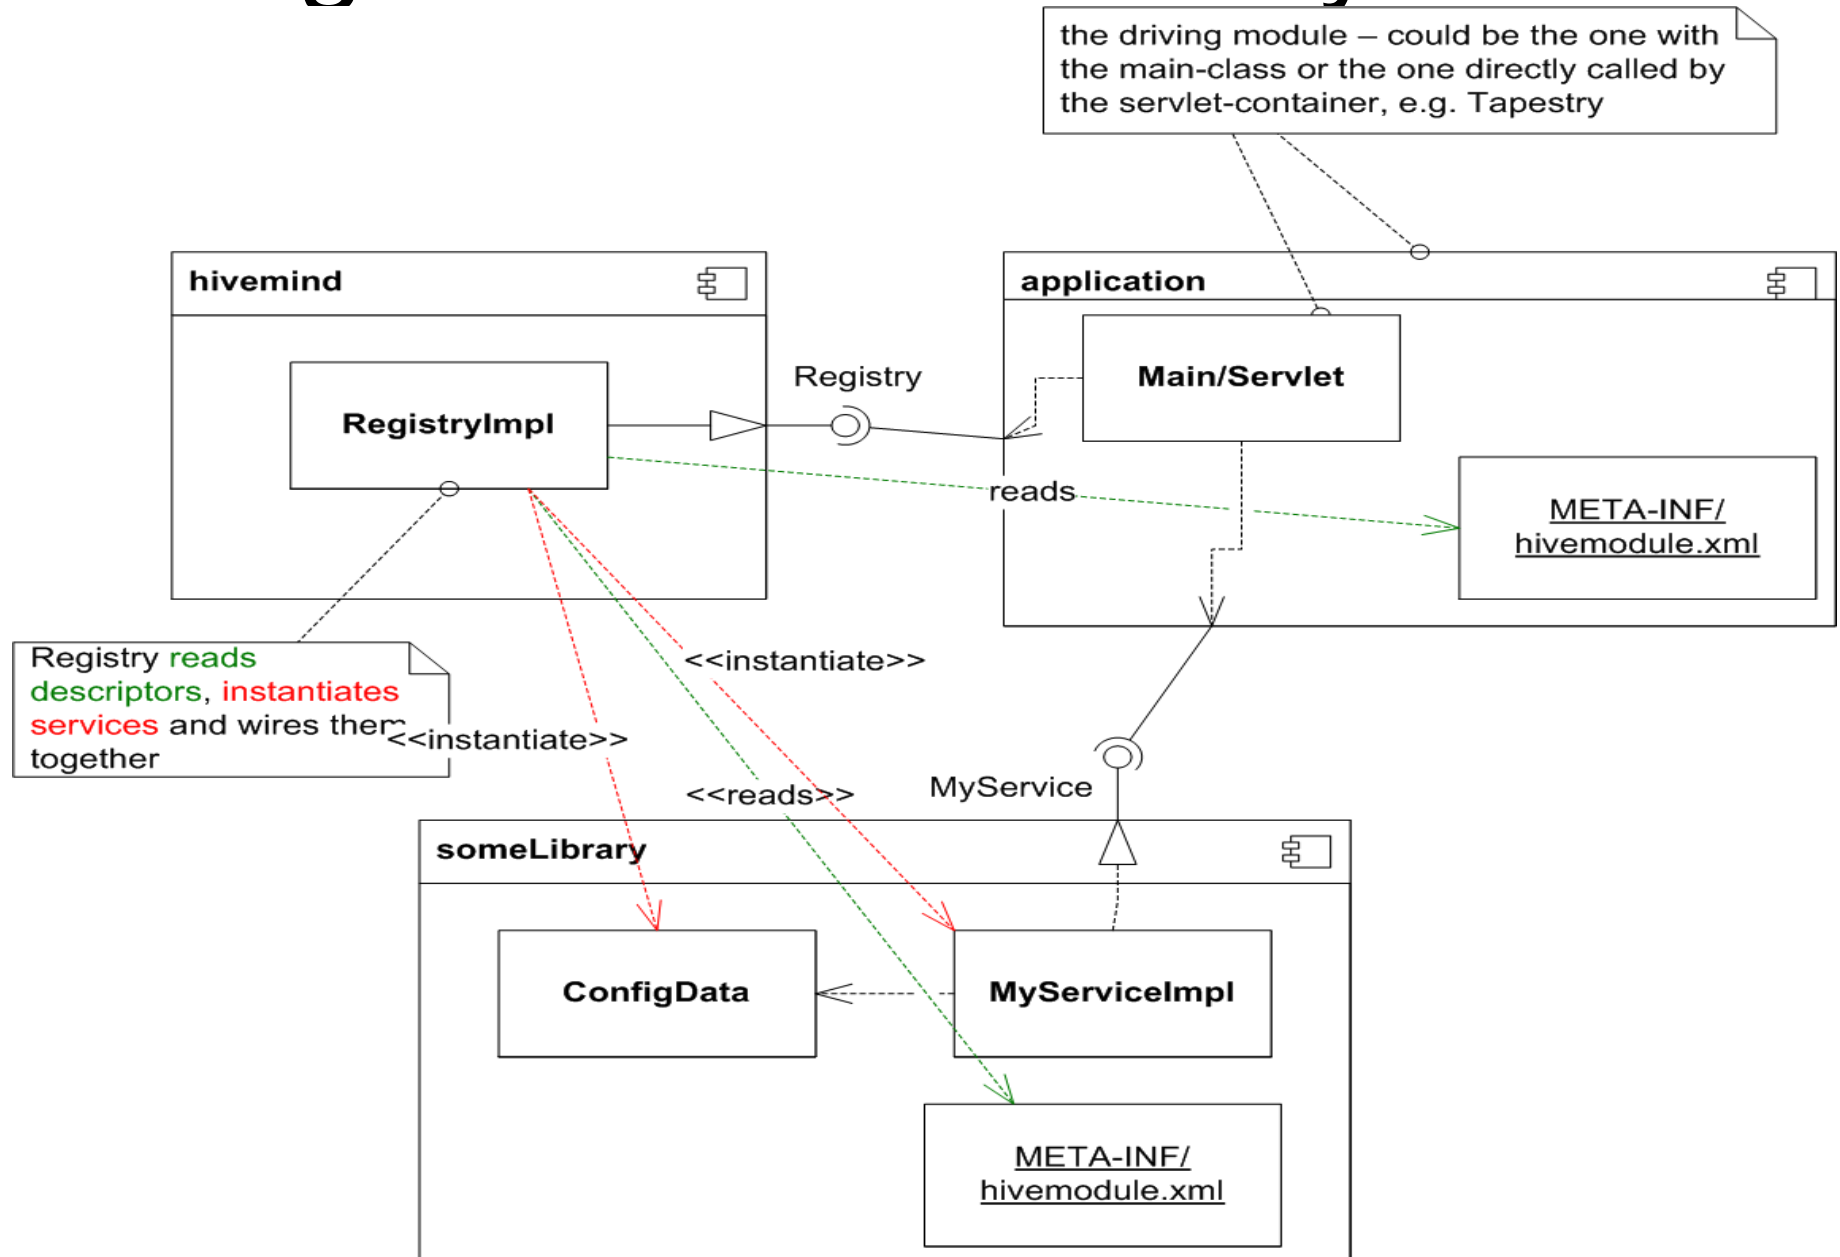 the driving module – could be the one with
the main-class or the one directly called by
the servlet-container, e.g. Tapestry
hivemind
application
Registry
Main/Servlet
RegistryImpl
reads
META-INF/
hivemodule.xml
Registry reads
descriptors, instantiates
services and wires them
together
<<instantiate>>
<<instantiate>>
<<reads>>
MyService
someLibrary
ConfigData
MyServiceImpl
META-INF/
hivemodule.xml